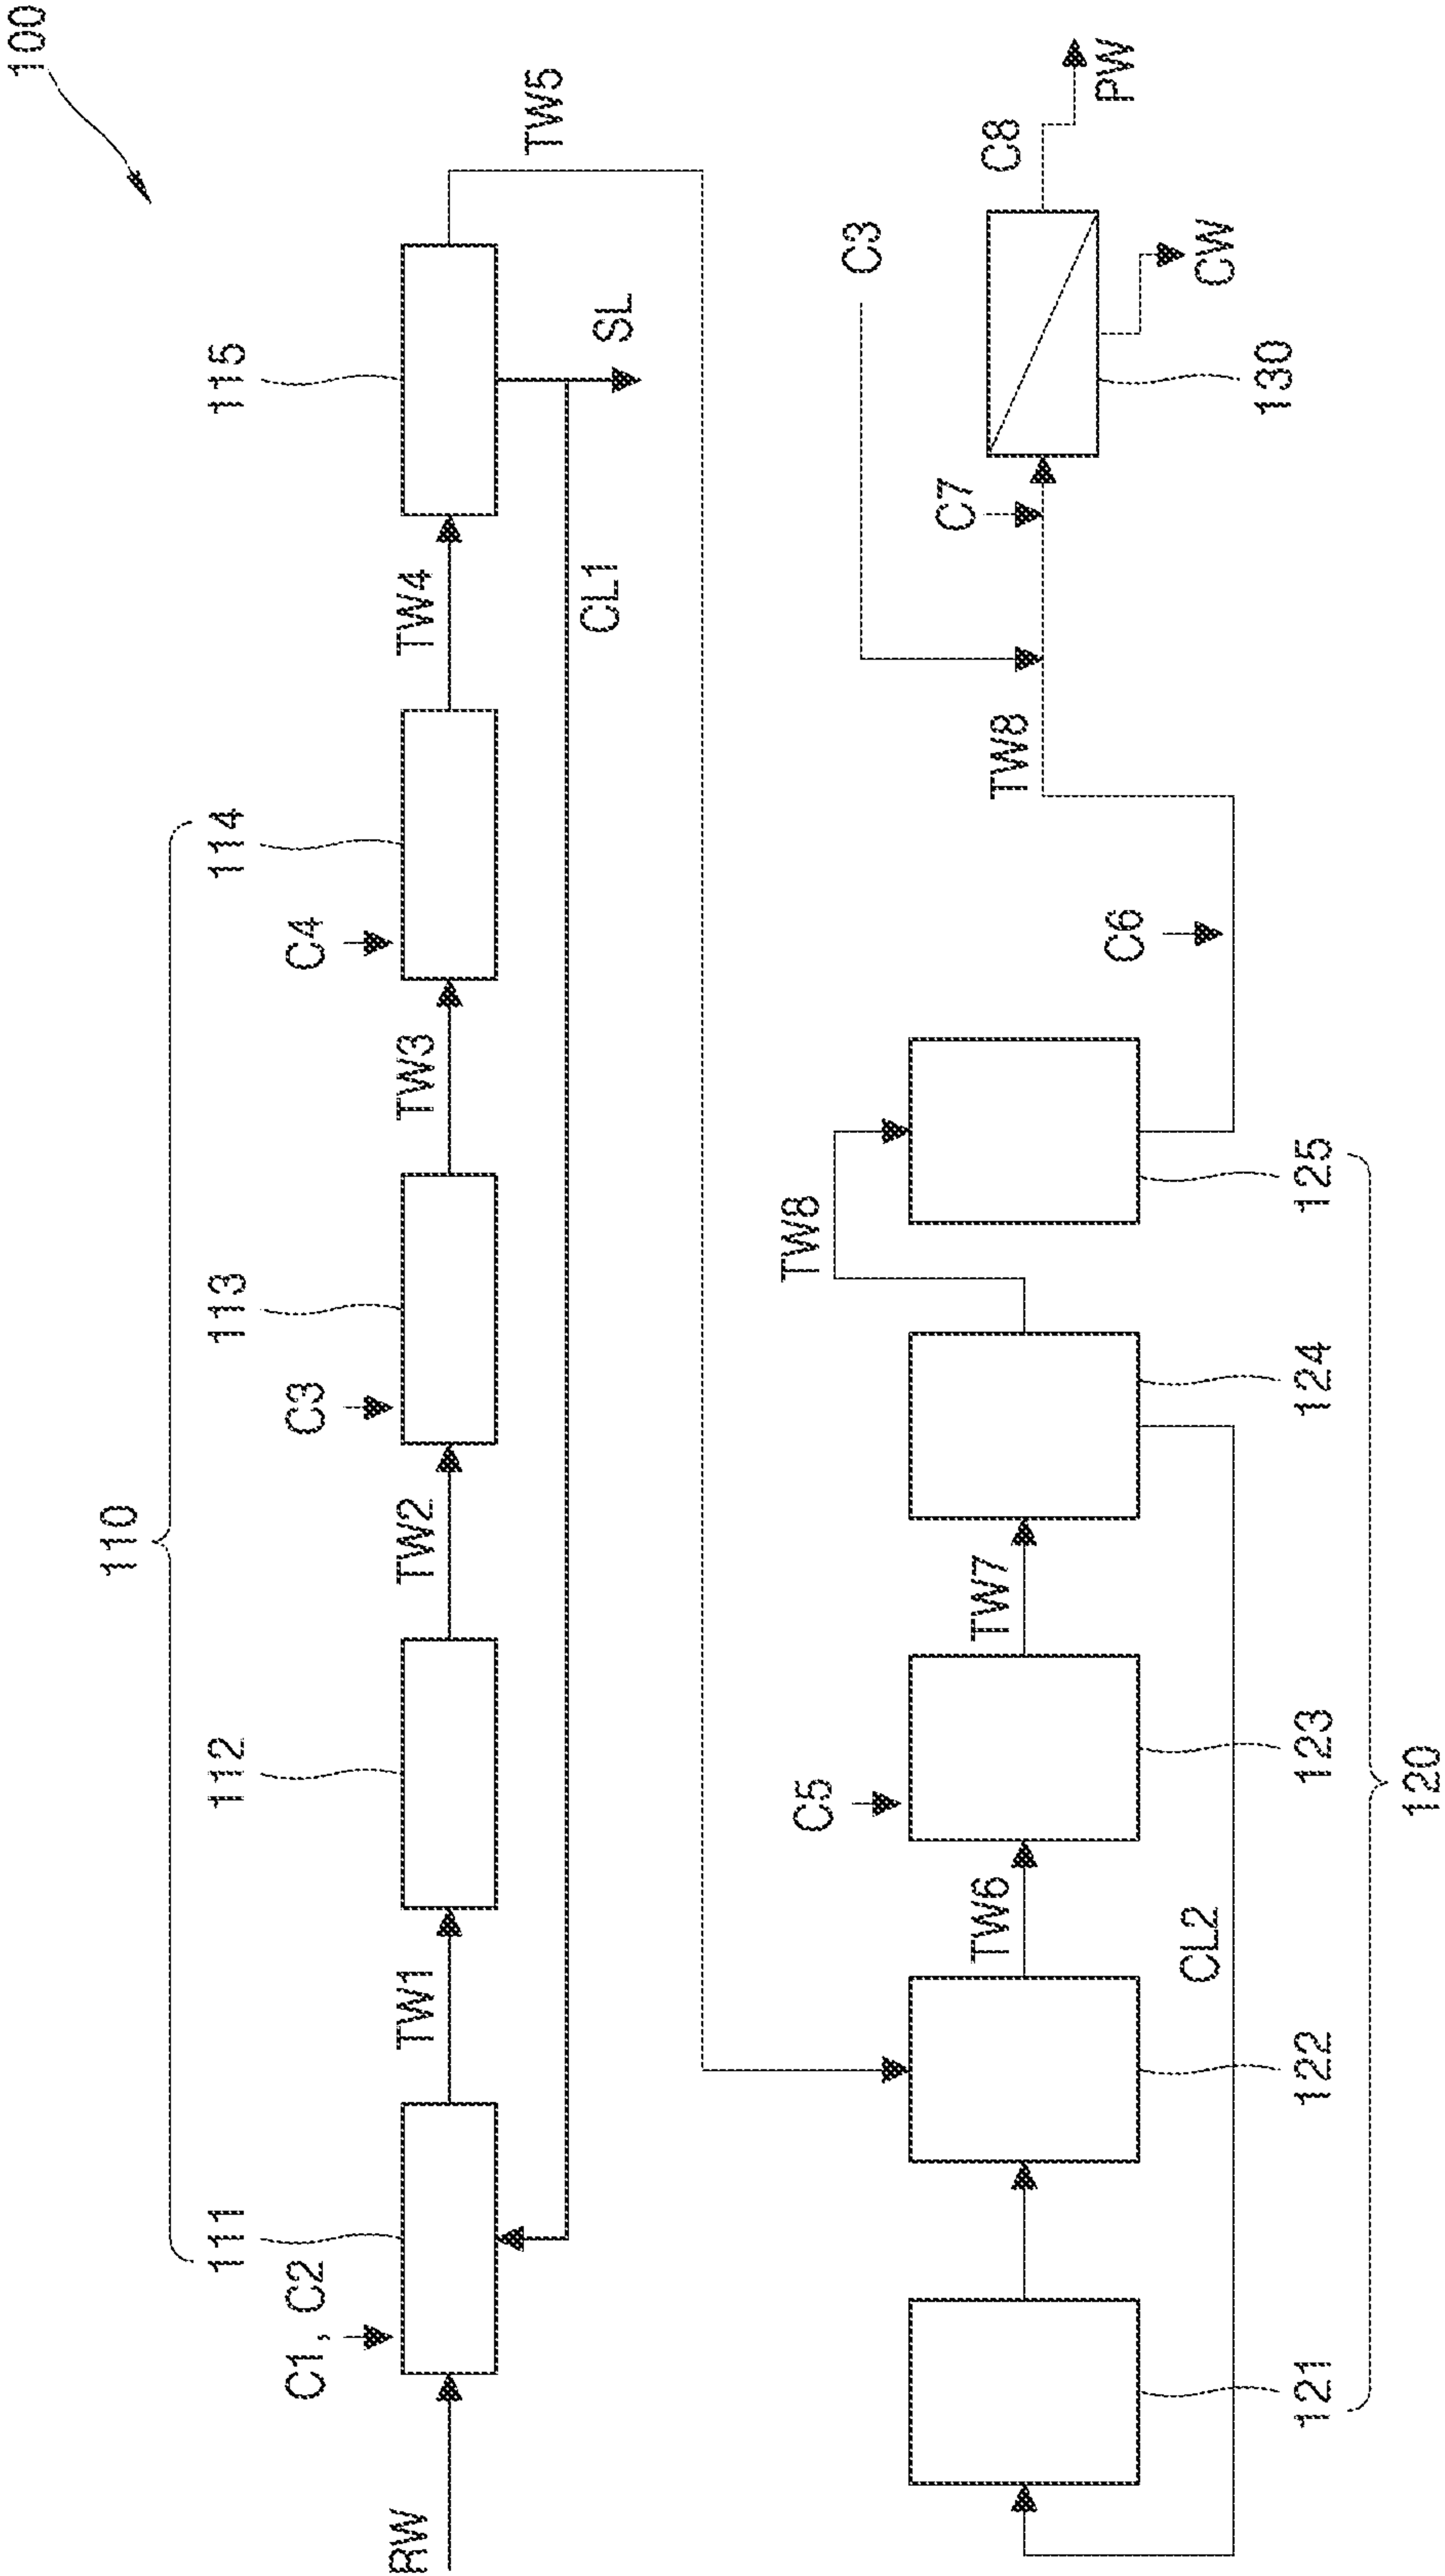 100
110
111
112
113
114
115
C1, C2
C3
C4
RW
TW1
TW2
TW3
TW4
TW5
CL1
SL
C5
TW8
C3
TW6
TW7
TW8
C7
C8
C6
PW
CL2
CW
121
122
123
124
125
130
120